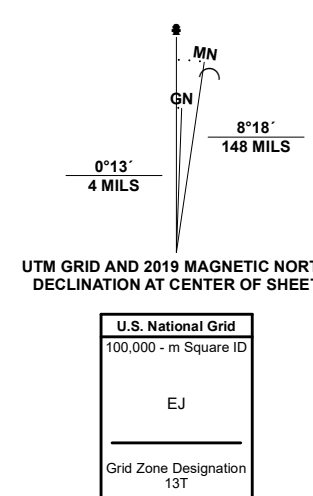 MN
GN
8°18´
148 MILS
0°13´
4 MILS
UTM GRID AND 2019 MAGNETIC NORT
DECLINATION AT CENTER OF SHEET
U.S. National Grid
100,000 - m Square ID
EJ
Grid Zone Designation
13T